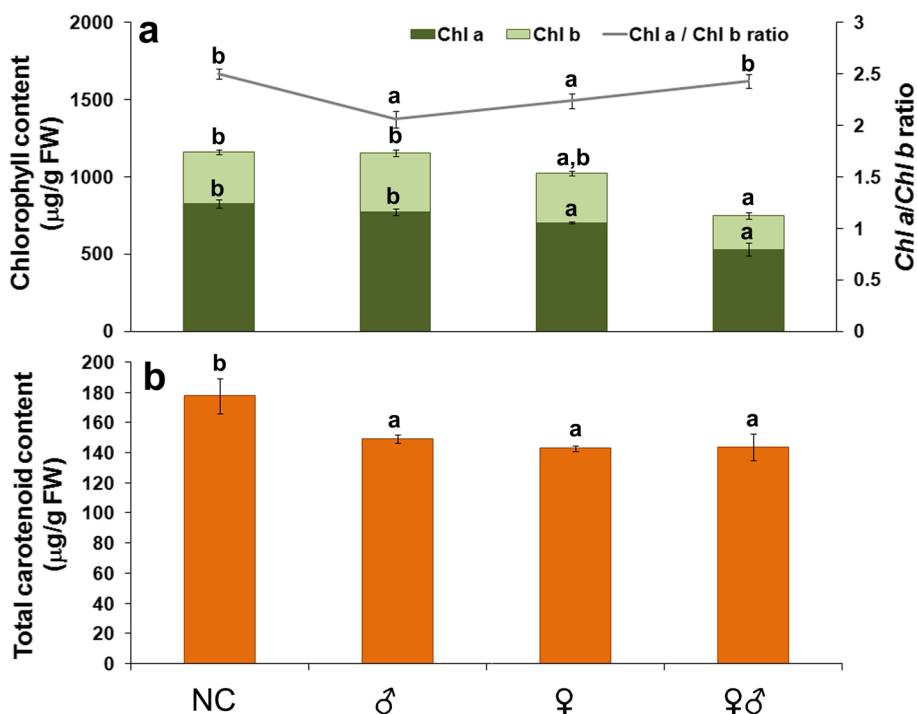 a
Chl a Chl b Chl a / Chl b ratio
Chlorophyll content
(µg/g FW)
2000
1500
1000
500
0
b a a b
b b a,b a
b b a a
3
2.5
2
1.5
1
0.5
0
Chl a/Chl b ratio
b
Total carotenoid content
(µg/g FW)
200
180
160
140
120
100
80
60
40
20
0
b a a a
NC ♂ ♀ ♀♂